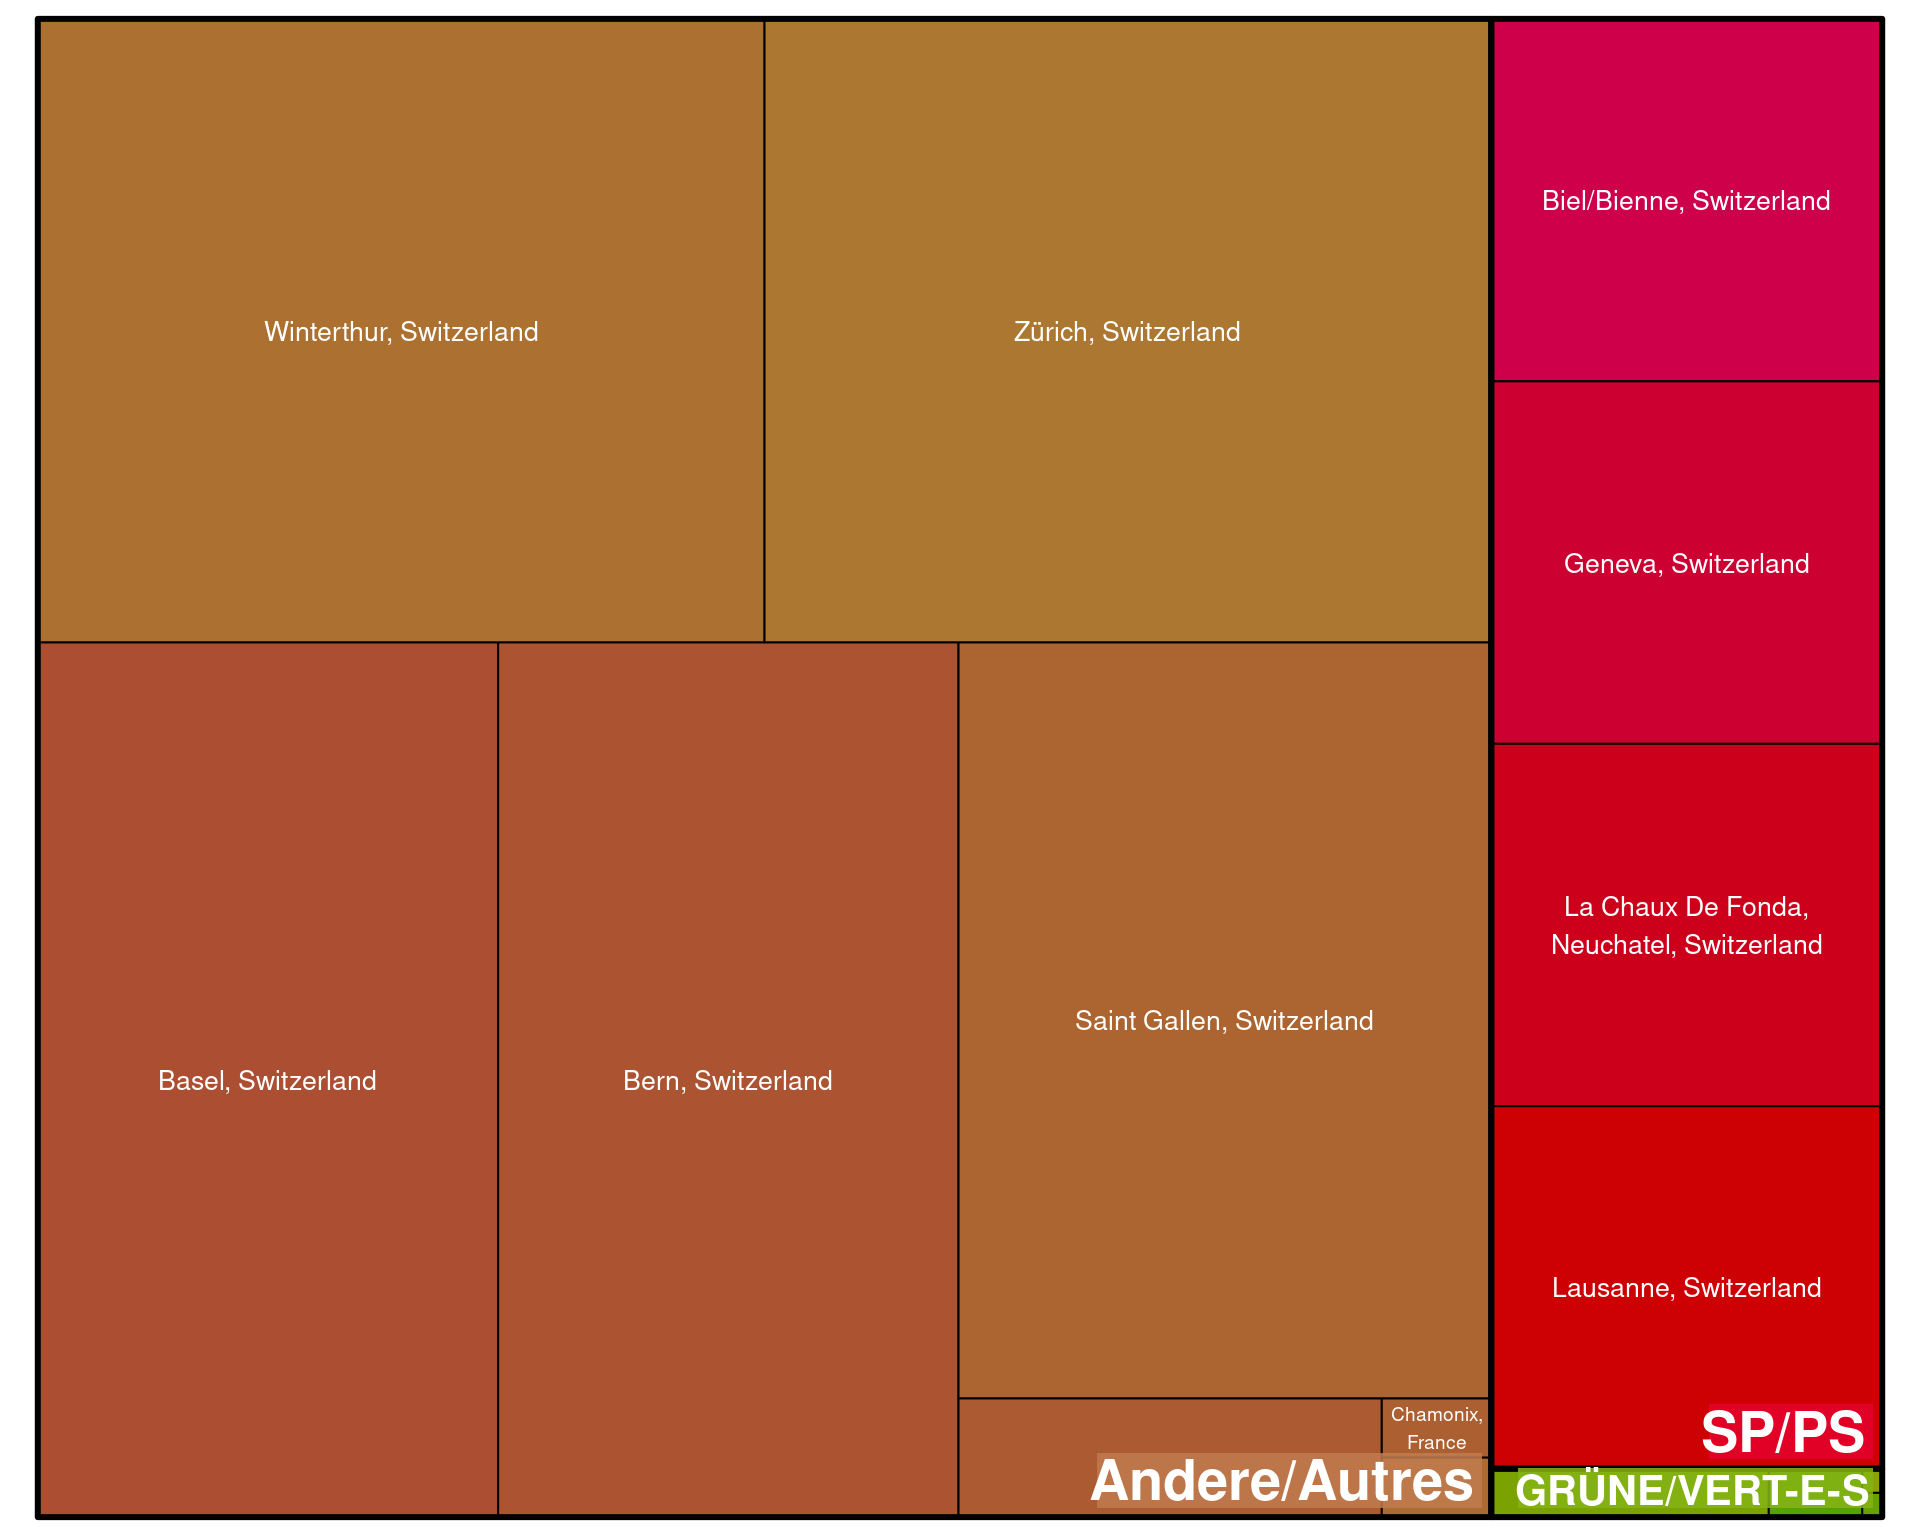 Winterthur, Switzerland
Zürich, Switzerland
Biel/Bienne, Switzerland
Geneva, Switzerland
La Chaux De Fonda,
Neuchatel, Switzerland
Basel, Switzerland
Bern, Switzerland
Saint Gallen, Switzerland
Lausanne, Switzerland
Chamonix,
France
SP/PS
Andere/Autres
GRÜNE/VERT-E-S